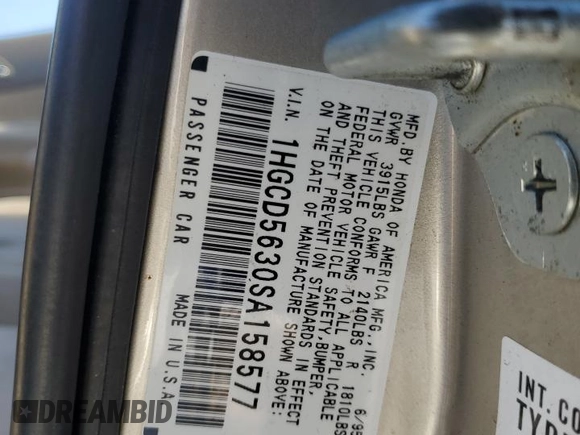 MFD. BY HONDA OF AMERICA MFG., INC. 6/95
GVWR 3915LBS GAWR F 2140LBS R 1810LBS
THIS VEHICLE CONFORMS TO ALL APPLICABLE
FEDERAL MOTOR VEHICLE SAFETY, BUMPER,
AND THEFT PREVENTION STANDARDS IN EFFECT
ON THE DATE OF MANUFACTURE SHOWN ABOVE.
V.I.N. 1HGCD5630SA158577
PASSENGER CAR MADE IN U.S.A.
INT. CO
TYP
DREAMBID